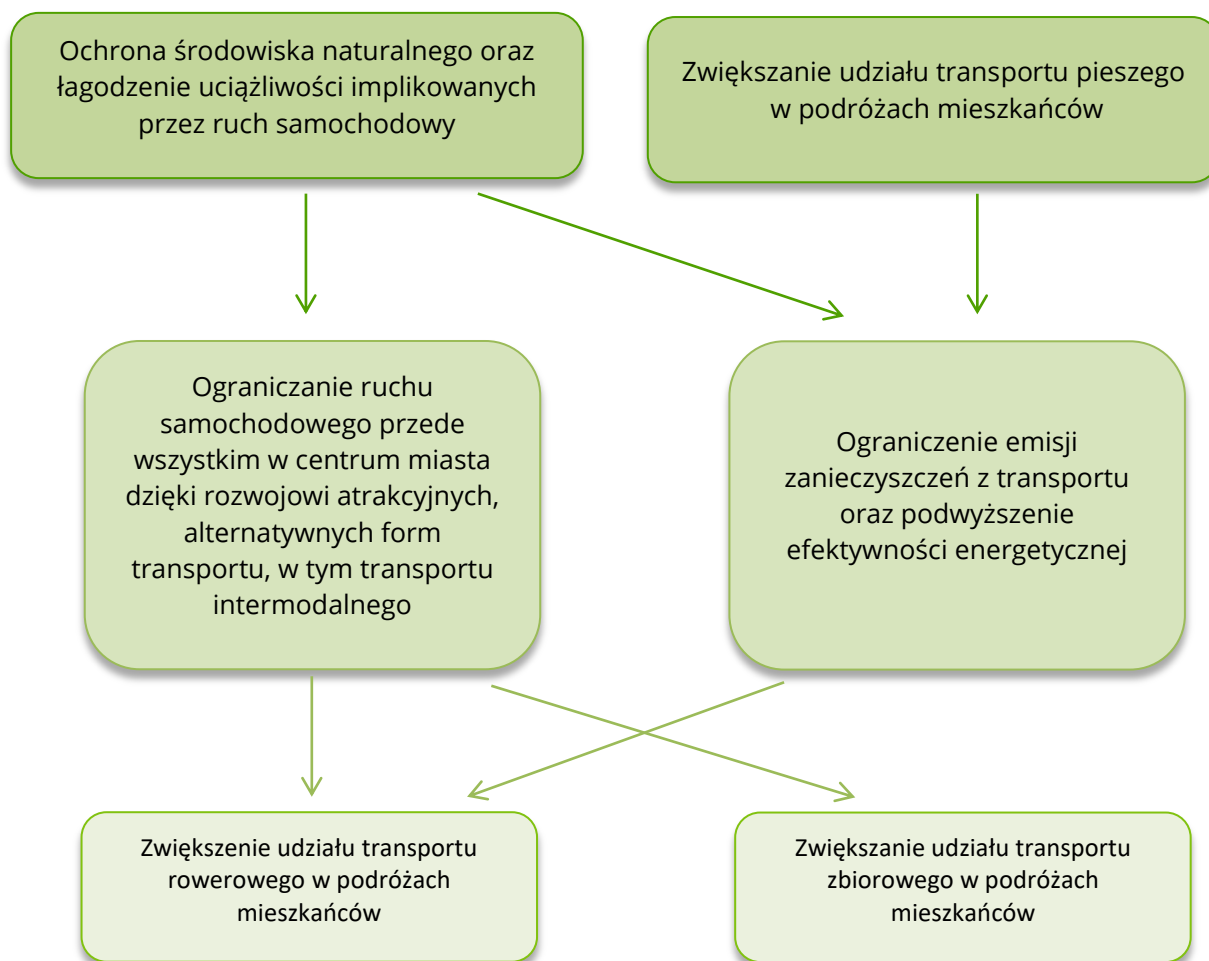 Ochrona środowiska naturalnego oraz
łagodzenie uciążliwości implikowanych
przez ruch samochodowy
Zwiększanie udziału transportu pieszego
w podróżach mieszkańców
Ograniczanie ruchu
samochodowego przede
wszystkim w centrum miasta
dzięki rozwojowi atrakcyjnych,
alternatywnych form
transportu, w tym transportu
intermodalnego
Ograniczenie emisji
zanieczyszczeń z transportu
oraz podwyższenie
efektywności energetycznej
Zwiększenie udziału transportu
rowerowego w podróżach
mieszkańców
Zwiększanie udziału transportu
zbiorowego w podróżach
mieszkańców